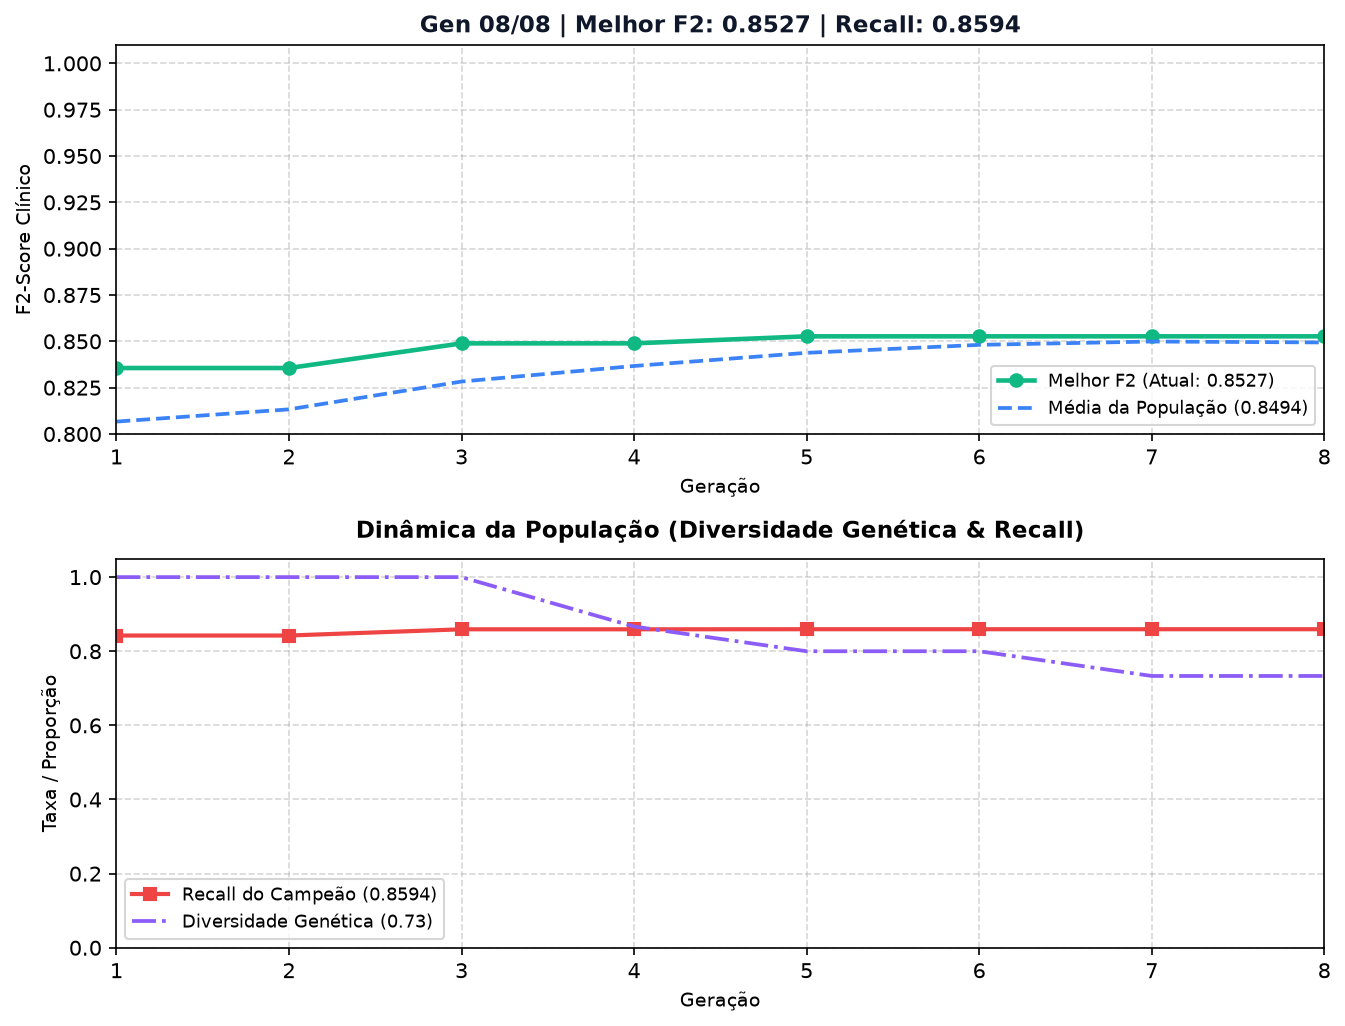 Gen 08/08 | Melhor F2: 0.8527 | Recall: 0.8594
1.000
0.975
0.950
0.925
0.900
0.875
0.850
0.825
0.800
F2-Score Clínico
Melhor F2 (Atual: 0.8527)
Média da População (0.8494)
1 2 3 4 5 6 7 8
Geração
Dinâmica da População (Diversidade Genética & Recall)
1.0
0.8
0.6
0.4
0.2
0.0
Taxa / Proporção
Recall do Campeão (0.8594)
Diversidade Genética (0.73)
1 2 3 4 5 6 7 8
Geração